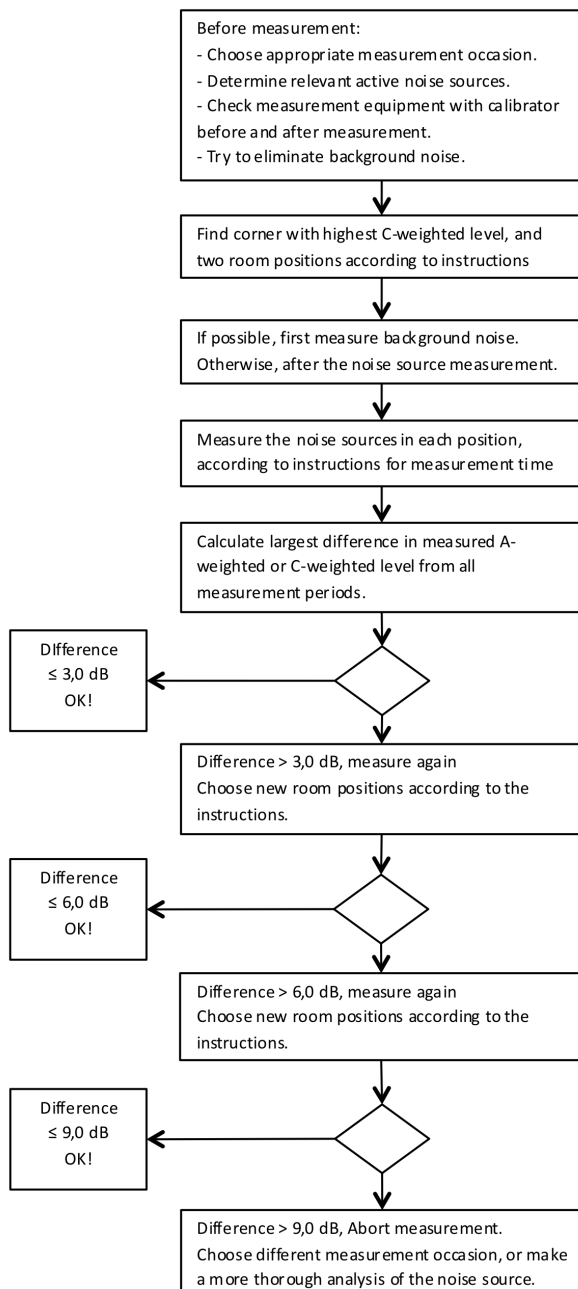 Before measurement:
- Choose appropriate measurement occasion.
- Determine relevant active noise sources.
- Check measurement equipment with calibrator
before and after measurement.
- Try to eliminate background noise.
Find corner with highest C-weighted level, and
two room positions according to instructions
If possible, first measure background noise.
Otherwise, after the noise source measurement.
Measure the noise sources in each position,
according to instructions for measurement time
Calculate largest difference in measured A-
weighted or C-weighted level from all
measurement periods.
DIfference
≤ 3,0 dB
OK!
Difference > 3,0 dB, measure again
Choose new room positions according to the
instructions.
Difference
≤ 6,0 dB
OK!
Difference > 6,0 dB, measure again
Choose new room positions according to the
instructions.
Difference
≤ 9,0 dB
OK!
Difference > 9,0 dB, Abort measurement.
Choose different measurement occasion, or make
a more thorough analysis of the noise source.